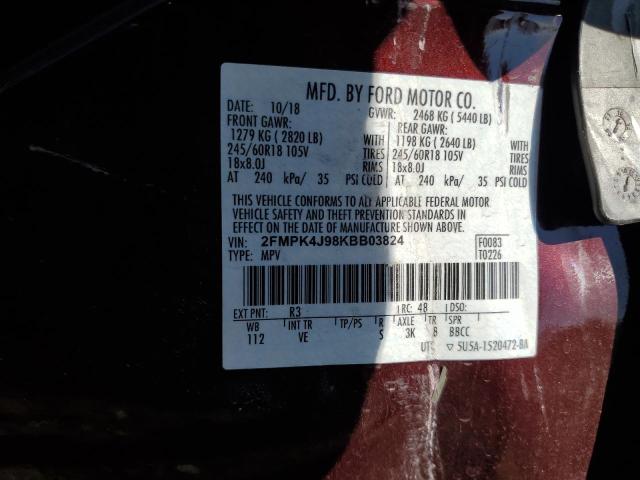 MFD. BY FORD MOTOR CO.
DATE: 10/18 GVWR: 2468 KG ( 5440 LB)
FRONT GAWR: REAR GAWR:
1279 KG ( 2820 LB) WITH 1198 KG ( 2640 LB) WITH
245/60R18 105V TIRES 245/60R18 105V TIRES
18x8.0J RIMS 18x8.0J RIMS
AT 240 kPa/ 35 PSI COLD AT 240 kPa/ 35 PSI COLD
THIS VEHICLE CONFORMS TO ALL APPLICABLE FEDERAL MOTOR
VEHICLE SAFETY AND THEFT PREVENTION STANDARDS IN
EFFECT ON THE DATE OF MANUFACTURE SHOWN ABOVE.
VIN: 2FMPK4J98KBB03824 F0083
TYPE: MPV T0226
EXT PNT: R3 RC: 48 DSO:
WB INT TR TP/PS R AXLE TR SPR
112 VE S 3K B BBCC
UTC ▽ 5U5A-1520472-BA